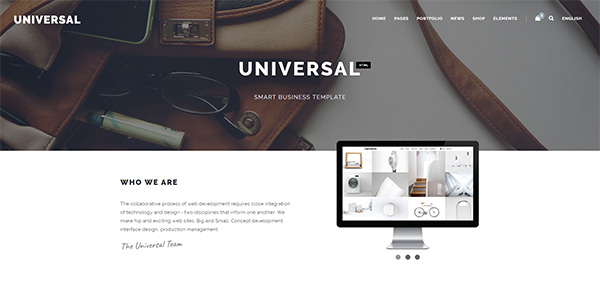 UNIVERSAL
HOME PAGES PORTFOLIO NEWS SHOP ELEMENTS ENGLISH
UNIVERSAL HTML
SMART BUSINESS TEMPLATE
WHO WE ARE
The collaborative process of web development requires close integration
of technology and design - two disciplines that inform one another. We
make hip and exciting web sites. Big and Small. Concept development,
interface design, production management.
The Universal Team
UNIVERSAL